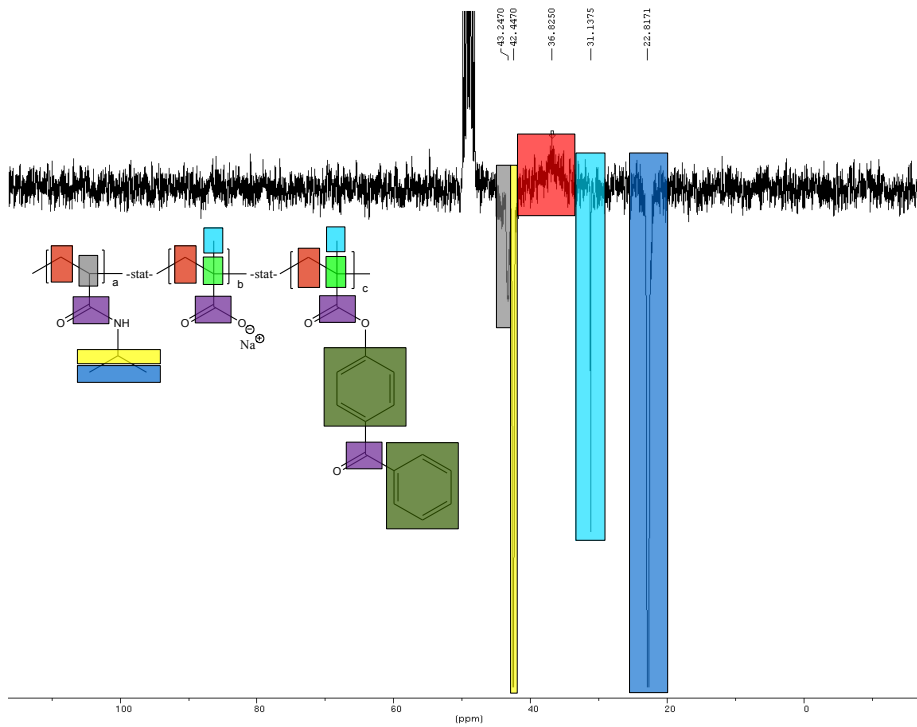 43.2470
42.4470
36.8250
31.1375
22.8171
a -stat- b -stat- c
O NH O O Na O O
O
100 80 60 40 20 0
(ppm)